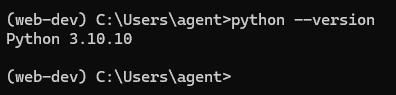 (web-dev) C:\Users\agent>python --version
Python 3.10.10
(web-dev) C:\Users\agent>